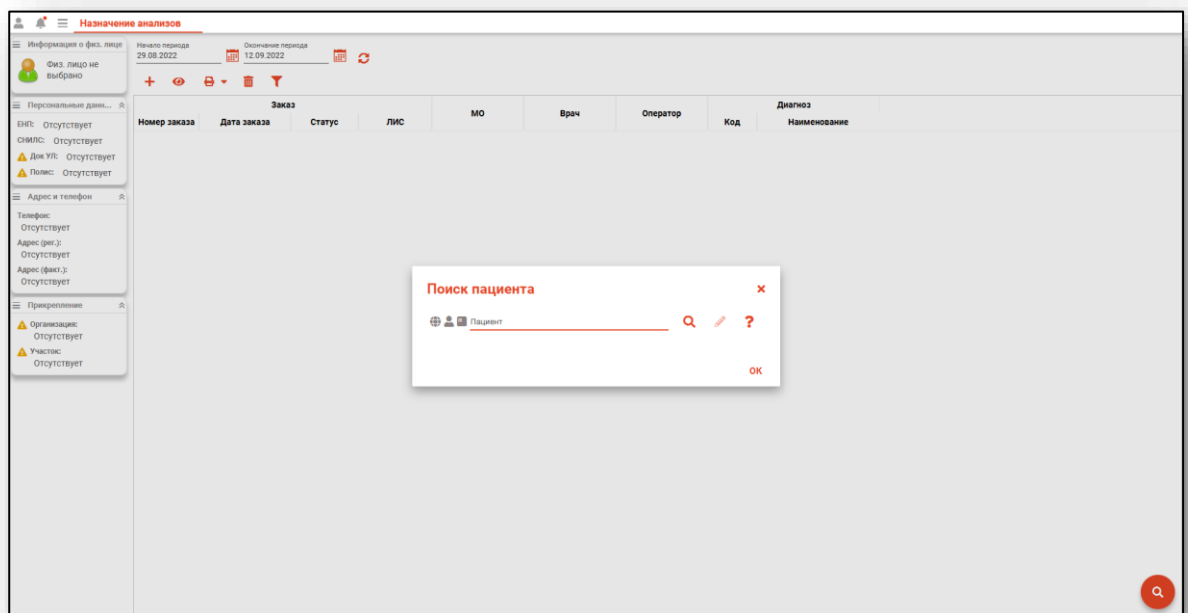 Назначение анализов
Информация о физ. лице
Физ. лицо не
выбрано
Персональные данн...
ЕНП: Отсутствует
СНИЛС: Отсутствует
Док УЛ: Отсутствует
Полис: Отсутствует
Адрес и телефон
Телефон:
Отсутствует
Адрес (рег.):
Отсутствует
Адрес (факт.):
Отсутствует
Прикрепление
Организация:
Отсутствует
Участок:
Отсутствует
Начало периода Окончание периода
29.08.2022 12.09.2022
Заказ МО Врач Оператор Диагноз
Номер заказа Дата заказа Статус ЛИС Код Наименование
Поиск пациента
Пациент
?
ОК